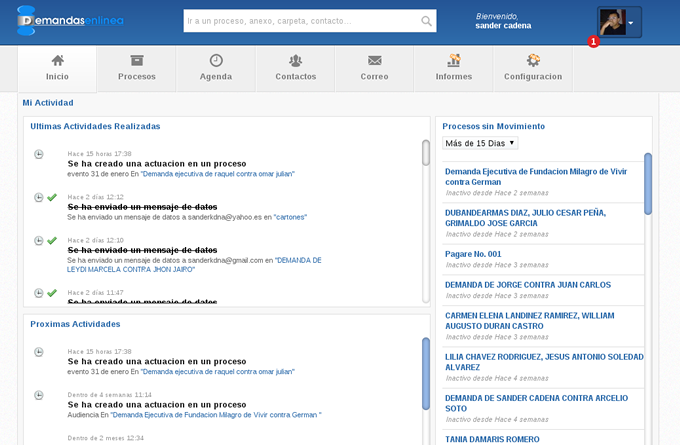 Demandasenlinea
Ir a un proceso, anexo, carpeta, contacto...
Bienvenido,
sander cadena
1
Inicio
Procesos
Agenda
Contactos
Correo
Informes
Configuracion
Mi Actividad
Ultimas Actividades Realizadas
Hace 15 horas 17:38
Se ha creado una actuacion en un proceso
evento 31 de enero En "Demanda ejecutiva de raquel contra omar julian"
Hace 2 días 12:12
Se ha enviado un mensaje de datos
Se ha enviado un mensaje de datos a sanderkdna@yahoo.es en "cartones"
Hace 2 días 12:10
Se ha enviado un mensaje de datos
Se ha enviado un mensaje de datos a sanderkdna@gmail.com en "DEMANDA DE
LEYDI MARCELA CONTRA JHON JAIRO"
Hace 2 días 11:47
Se ha enviado un mensaje de datos
Proximas Actividades
Hace 15 horas 17:38
Se ha creado una actuacion en un proceso
evento 31 de enero En "Demanda ejecutiva de raquel contra omar julian"
Dentro de 4 semanas 11:14
Se ha creado una actuacion en un proceso
Audiencia En "Demanda Ejecutiva de Fundacion Milagro de Vivir contra German "
Dentro de 2 meses 12:34
Procesos sin Movimiento
Más de 15 Dias
Demanda Ejecutiva de Fundacion Milagro de Vivir
contra German
Inactivo desde Hace 2 semanas
DUBANDEARMAS DIAZ, JULIO CESAR PEÑA,
GRIMALDO JOSE GARCIA
Inactivo desde Hace 2 semanas
Pagare No. 001
Inactivo desde Hace 3 semanas
DEMANDA DE JORGE CONTRA JUAN CARLOS
Inactivo desde Hace 3 semanas
CARMEN ELENA LANDINEZ RAMIREZ, WILLIAM
AUGUSTO DURAN CASTRO
Inactivo desde Hace 3 semanas
LILIA CHAVEZ RODRIGUEZ, JESUS ANTONIO SOLEDAD
ALVAREZ
Inactivo desde Hace 4 semanas
DEMANDA DE SANDER CADENA CONTRA ARCELIO
SOTO
Inactivo desde Hace 4 semanas
TANIA DAMARIS ROMERO